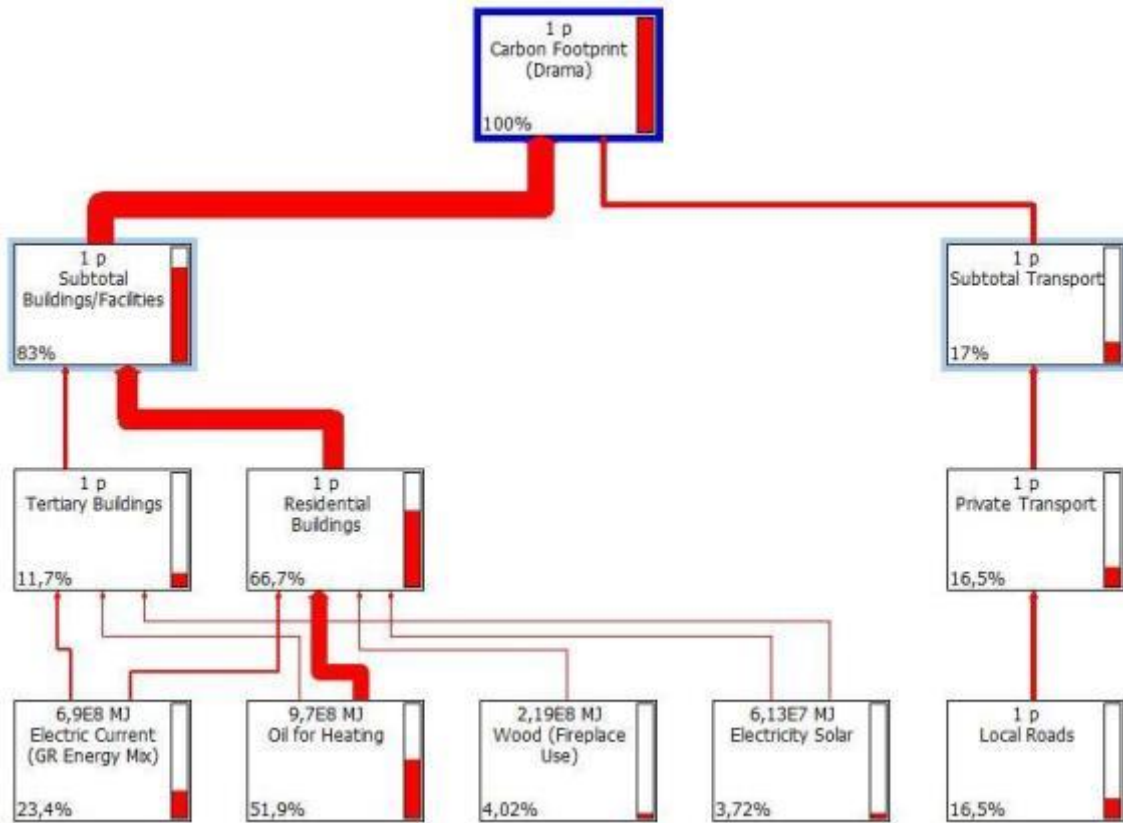 1 p
Carbon Footprint
(Drama)
100%
1 p
Subtotal
Buildings/Facilities
83%
1 p
Subtotal Transport
17%
1 p
Tertiary Buildings
11,7%
1 p
Residential
Buildings
66,7%
1 p
Private Transport
16,5%
6,9E8 MJ
Electric Current
(GR Energy Mix)
23,4%
9,7E8 MJ
Oil for Heating
51,9%
2,19E8 MJ
Wood (Fireplace
Use)
4,02%
6,13E7 MJ
Electricity Solar
3,72%
1 p
Local Roads
16,5%